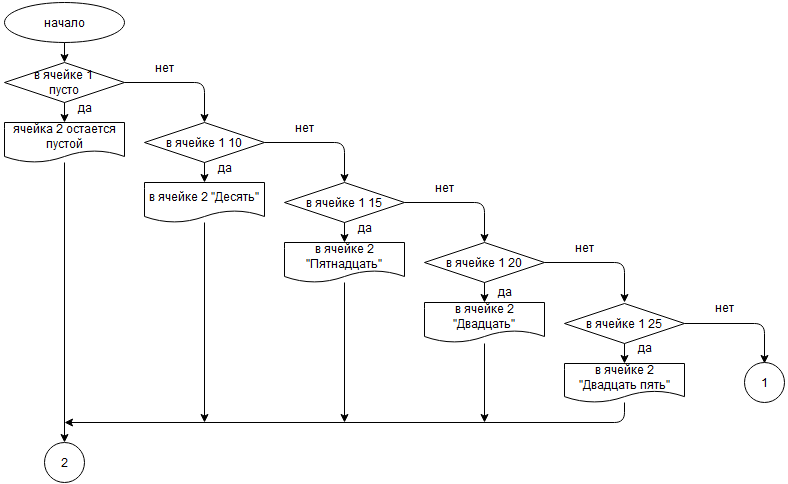 начало
в ячейке 1
пусто
нет
да
ячейка 2 остается
пустой
в ячейке 1 10
нет
да
в ячейке 2 "Десять"
в ячейке 1 15
нет
да
в ячейке 2
"Пятнадцать"
в ячейке 1 20
нет
да
в ячейке 2
"Двадцать"
в ячейке 1 25
нет
да
в ячейке 2
"Двадцать пять"
1
2